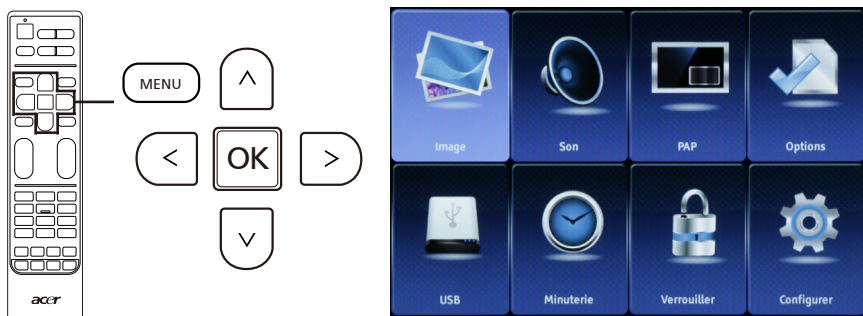 MENU
OK
acer
Image
Son
PAP
Options
USB
Minuterie
Verrouiller
Configurer